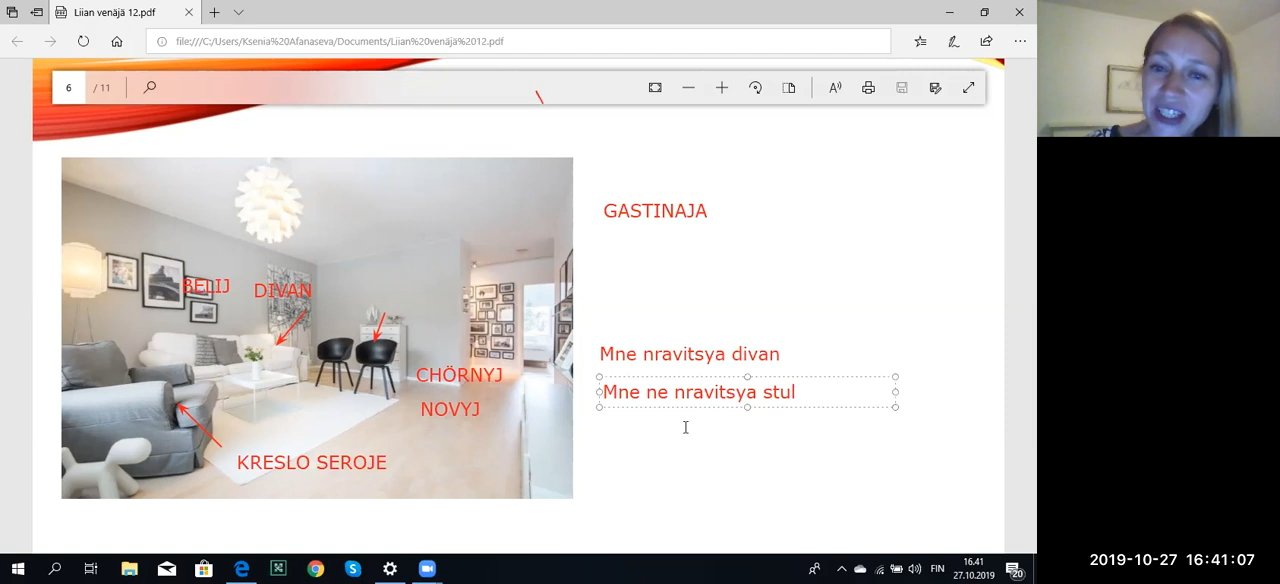 Liian venäjä 12.pdf
file:///C:/Users/Ksenia%20Afanaseva/Documents/Liian%20venäjä%2012.pdf
6 / 11
GASTINAJA
BELIJ
DIVAN
Mne nravitsya divan
CHÖRNYJ
Mne ne nravitsya stul
NOVYJ
KRESLO SEROJE
2019-10-27 16:41:07
FIN
16.41
27.10.2019
20